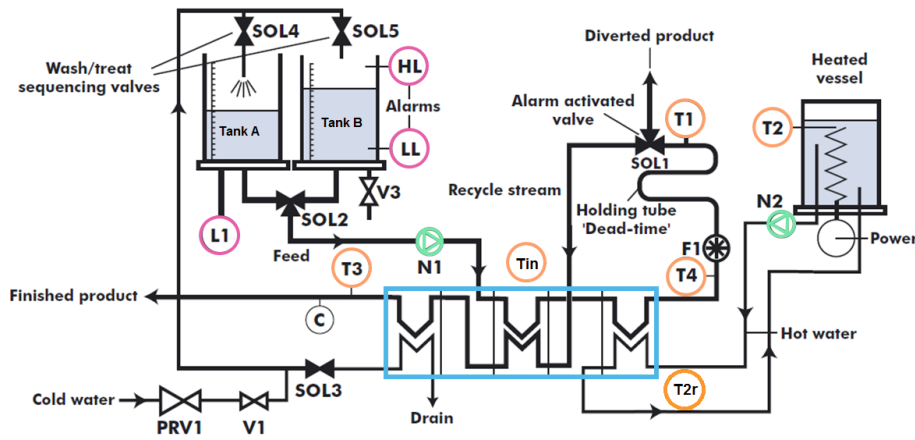 SOL4
SOL5
Wash/treat
sequencing valves
HL
Alarms
LL
Tank A
Tank B
V3
L1
SOL2
Feed
N1
Diverted product
Alarm activated
valve
T1
SOL1
Recycle stream
Holding tube
'Dead-time'
F1
T4
Heated
vessel
T2
N2
Power
Hot water
T3
Tin
Finished product
C
SOL3
Cold water
PRV1
V1
Drain
T2r